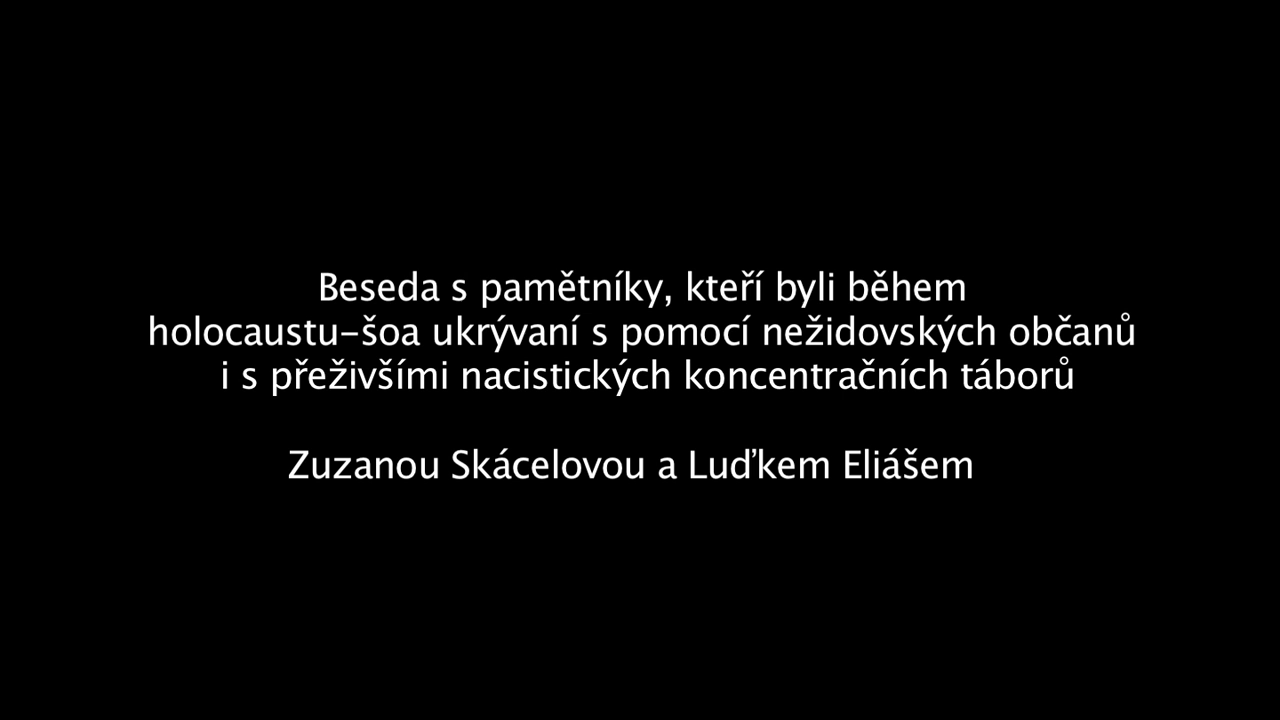 Beseda s pamětníky, kteří byli během
holocaustu-šoa ukrývaní s pomocí nežidovských občanů
i s přeživšími nacistických koncentračních táborů
Zuzanou Skácelovou a Luďkem Eliášem